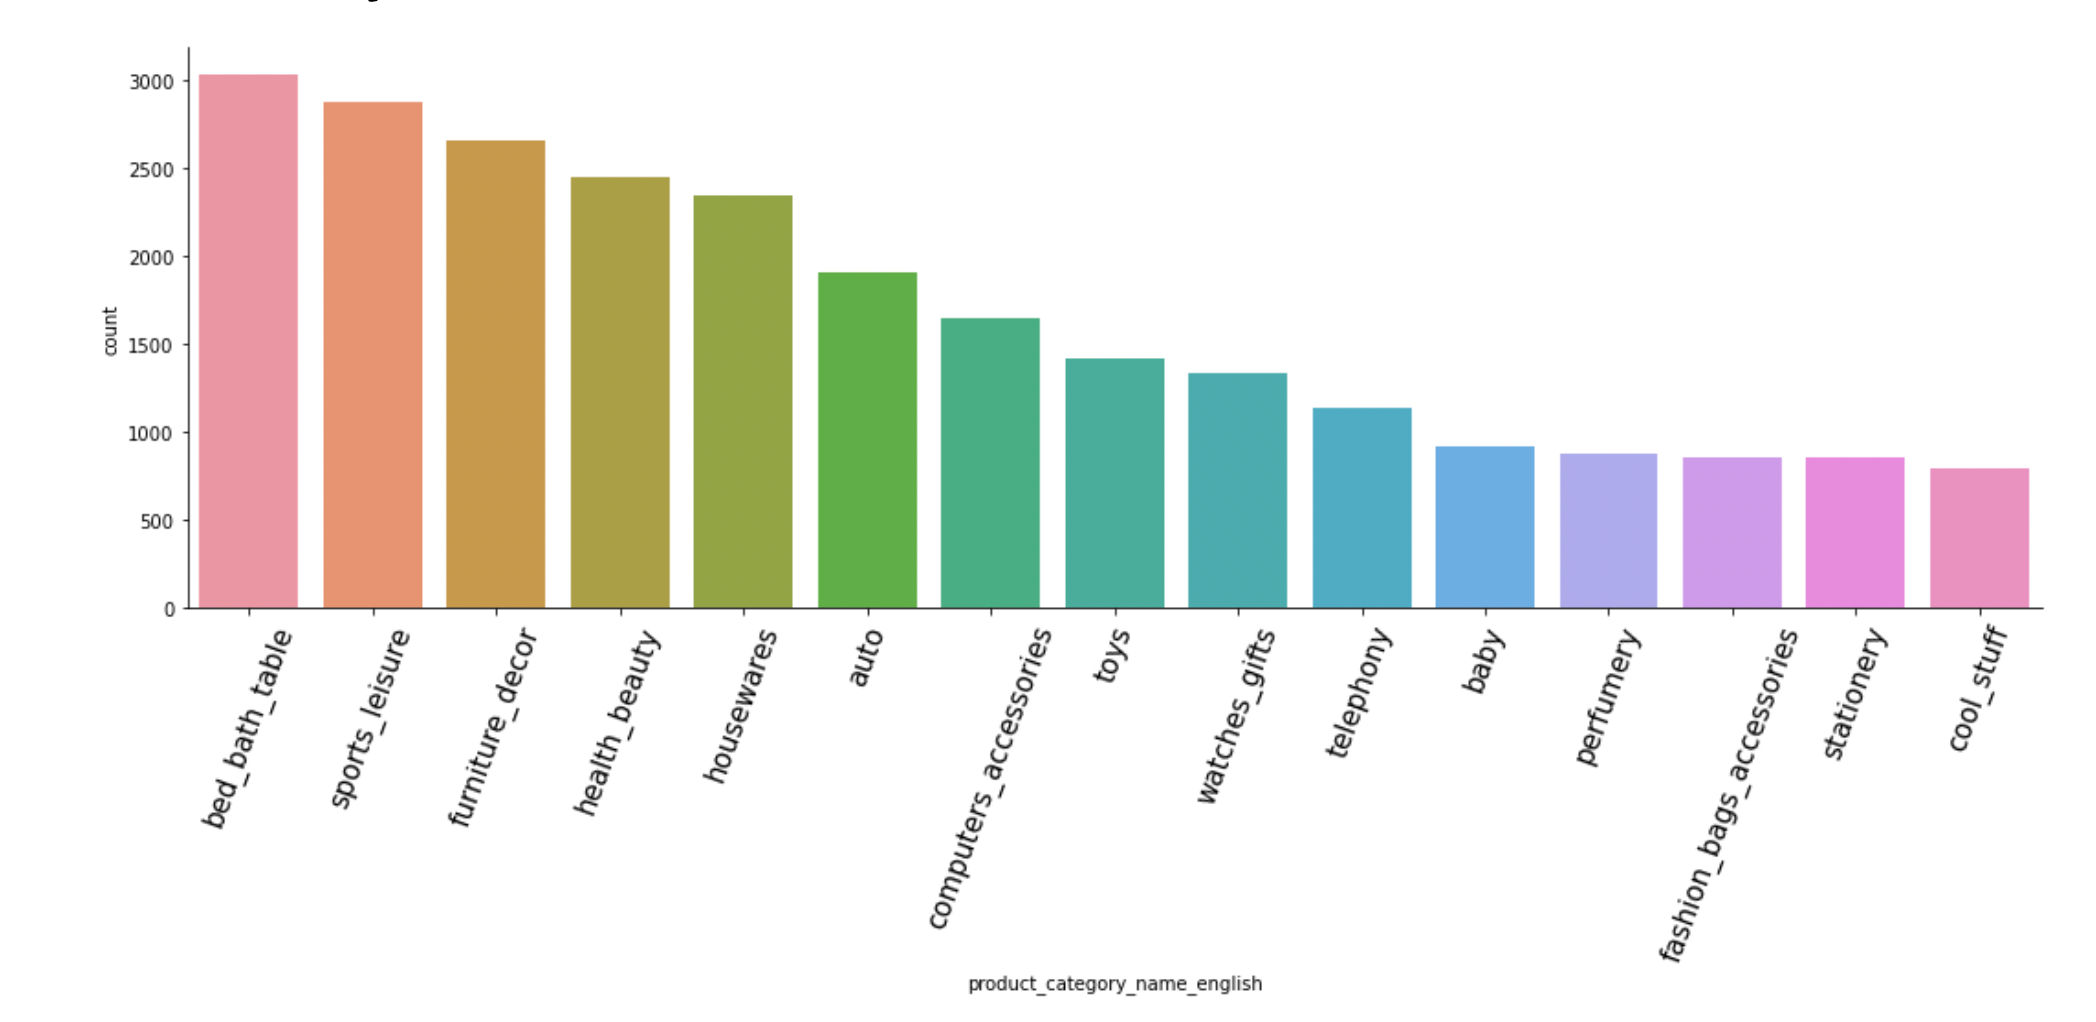 3000
2500
2000
1500
1000
500
0
count
bed_bath_table
sports_leisure
furniture_decor
health_beauty
housewares
auto
computers_accessories
toys
watches_gifts
telephony
baby
perfumery
fashion_bags_accessories
stationery
cool_stuff
product_category_name_english